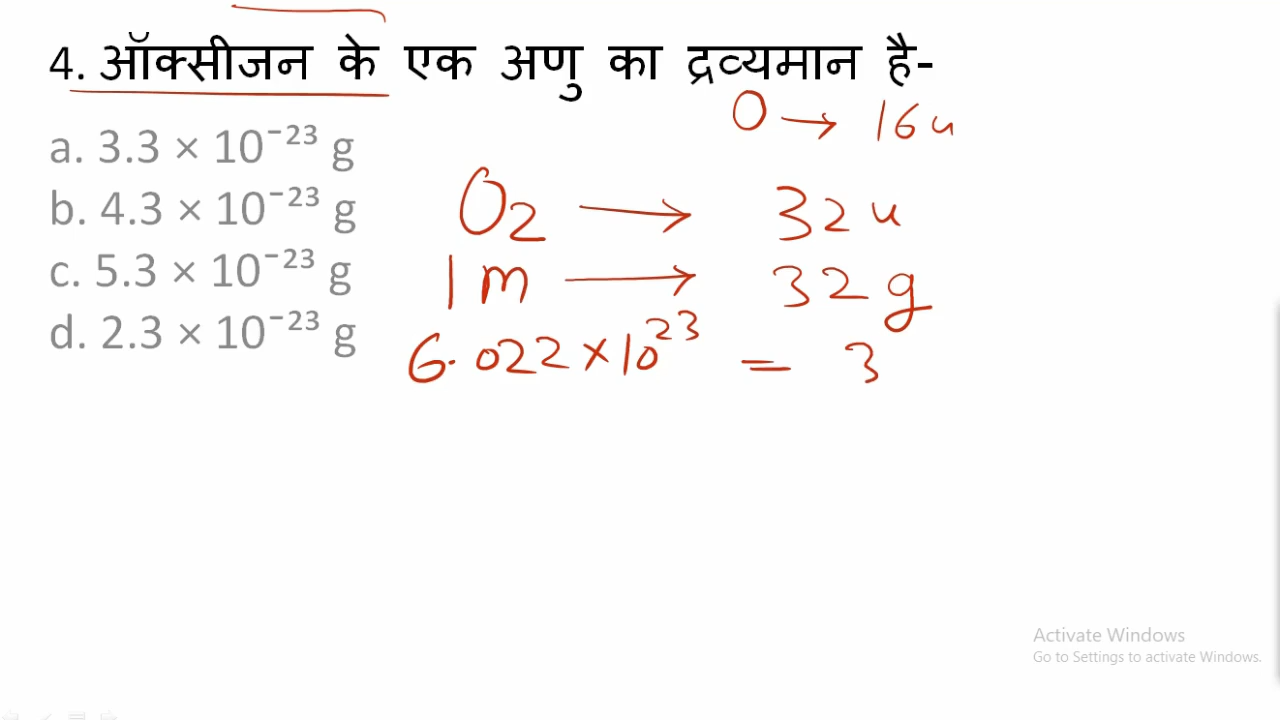 4. ऑक्सीजन के एक अणु का द्रव्यमान है-
O → 16u
a. 3.3 × 10⁻²³ g
b. 4.3 × 10⁻²³ g
c. 5.3 × 10⁻²³ g
d. 2.3 × 10⁻²³ g
O₂ → 32u
1 m → 32g
6.022×10²³ = 3
Activate Windows
Go to Settings to activate Windows.